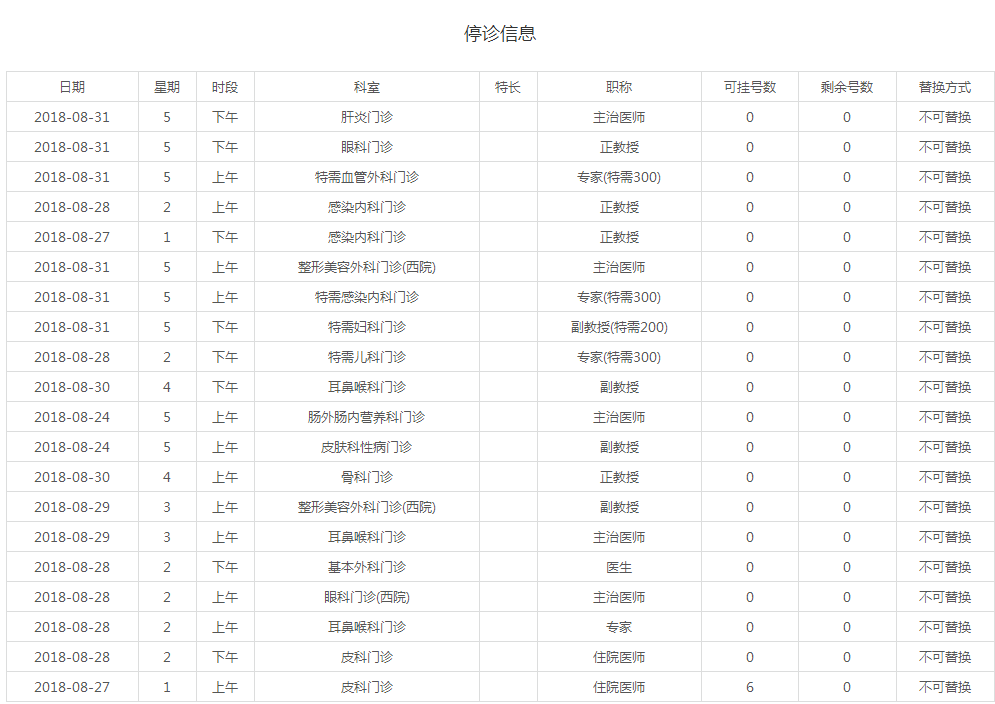 停诊信息
日期 星期 时段 科室 特长 职称 可挂号数 剩余号数 替换方式
2018-08-31 5 下午 肝炎门诊 主治医师 0 0 不可替换
2018-08-31 5 下午 眼科门诊 正教授 0 0 不可替换
2018-08-31 5 上午 特需血管外科门诊 专家(特需300) 0 0 不可替换
2018-08-28 2 上午 感染内科门诊 正教授 0 0 不可替换
2018-08-27 1 下午 感染内科门诊 正教授 0 0 不可替换
2018-08-31 5 上午 整形美容外科门诊(西院) 主治医师 0 0 不可替换
2018-08-31 5 上午 特需感染内科门诊 专家(特需300) 0 0 不可替换
2018-08-31 5 下午 特需妇科门诊 副教授(特需200) 0 0 不可替换
2018-08-28 2 下午 特需儿科门诊 专家(特需300) 0 0 不可替换
2018-08-30 4 下午 耳鼻喉科门诊 副教授 0 0 不可替换
2018-08-24 5 上午 肠外肠内营养科门诊 主治医师 0 0 不可替换
2018-08-24 5 上午 皮肤科性病门诊 副教授 0 0 不可替换
2018-08-30 4 上午 骨科门诊 正教授 0 0 不可替换
2018-08-29 3 上午 整形美容外科门诊(西院) 副教授 0 0 不可替换
2018-08-29 3 上午 耳鼻喉科门诊 主治医师 0 0 不可替换
2018-08-28 2 下午 基本外科门诊 医生 0 0 不可替换
2018-08-28 2 上午 眼科门诊(西院) 主治医师 0 0 不可替换
2018-08-28 2 上午 耳鼻喉科门诊 专家 0 0 不可替换
2018-08-28 2 下午 皮科门诊 住院医师 0 0 不可替换
2018-08-27 1 上午 皮科门诊 住院医师 6 0 不可替换